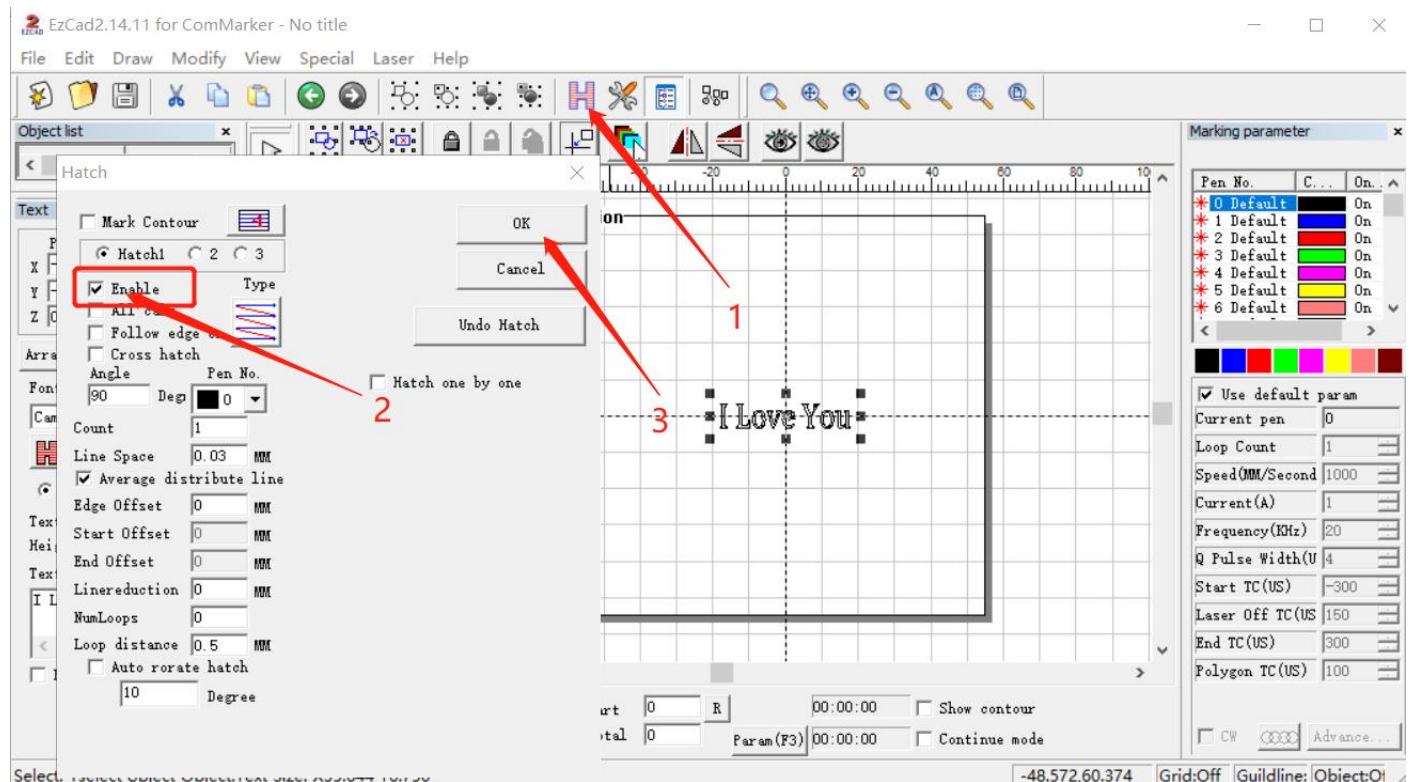 EzCad2.14.11 for ComMarker - No title
File Edit Draw Modify View Special Laser Help
Object list
Hatch
Mark Contour
Hatch1 2 3
Enable
Type
Follow edge
Cross hatch
Angle Pen No.
90 Deg 0
Count 1
Line Space 0.03 MM
Average distribute line
Edge Offset 0 MM
Start Offset 0 MM
End Offset 0 MM
Linereduction 0 MM
NumLoops 0
Loop distance 0.5 MM
Auto rorate hatch
10 Degree
OK
Cancel
Undo Hatch
Hatch one by one
1
2
3
Text
X
Y
Z
-20 0 20 40 60 80
I Love You
0 R 00:00:00 Show contour
0 Param(F3) 00:00:00 Continue mode
Marking parameter
Pen No. C... On..
0 Default On
1 Default On
2 Default On
3 Default On
4 Default On
5 Default On
6 Default On
Use default param
Current pen 0
Loop Count 1
Speed(MM/Second 1000
Current(A) 1
Frequency(KHz) 20
Q Pulse Width(U 4
Start TC(US) -300
Laser Off TC(US 150
End TC(US) 300
Polygon TC(US) 100
CW Advance...
-48.572,60.374 Grid:Off Guildline: Object:O